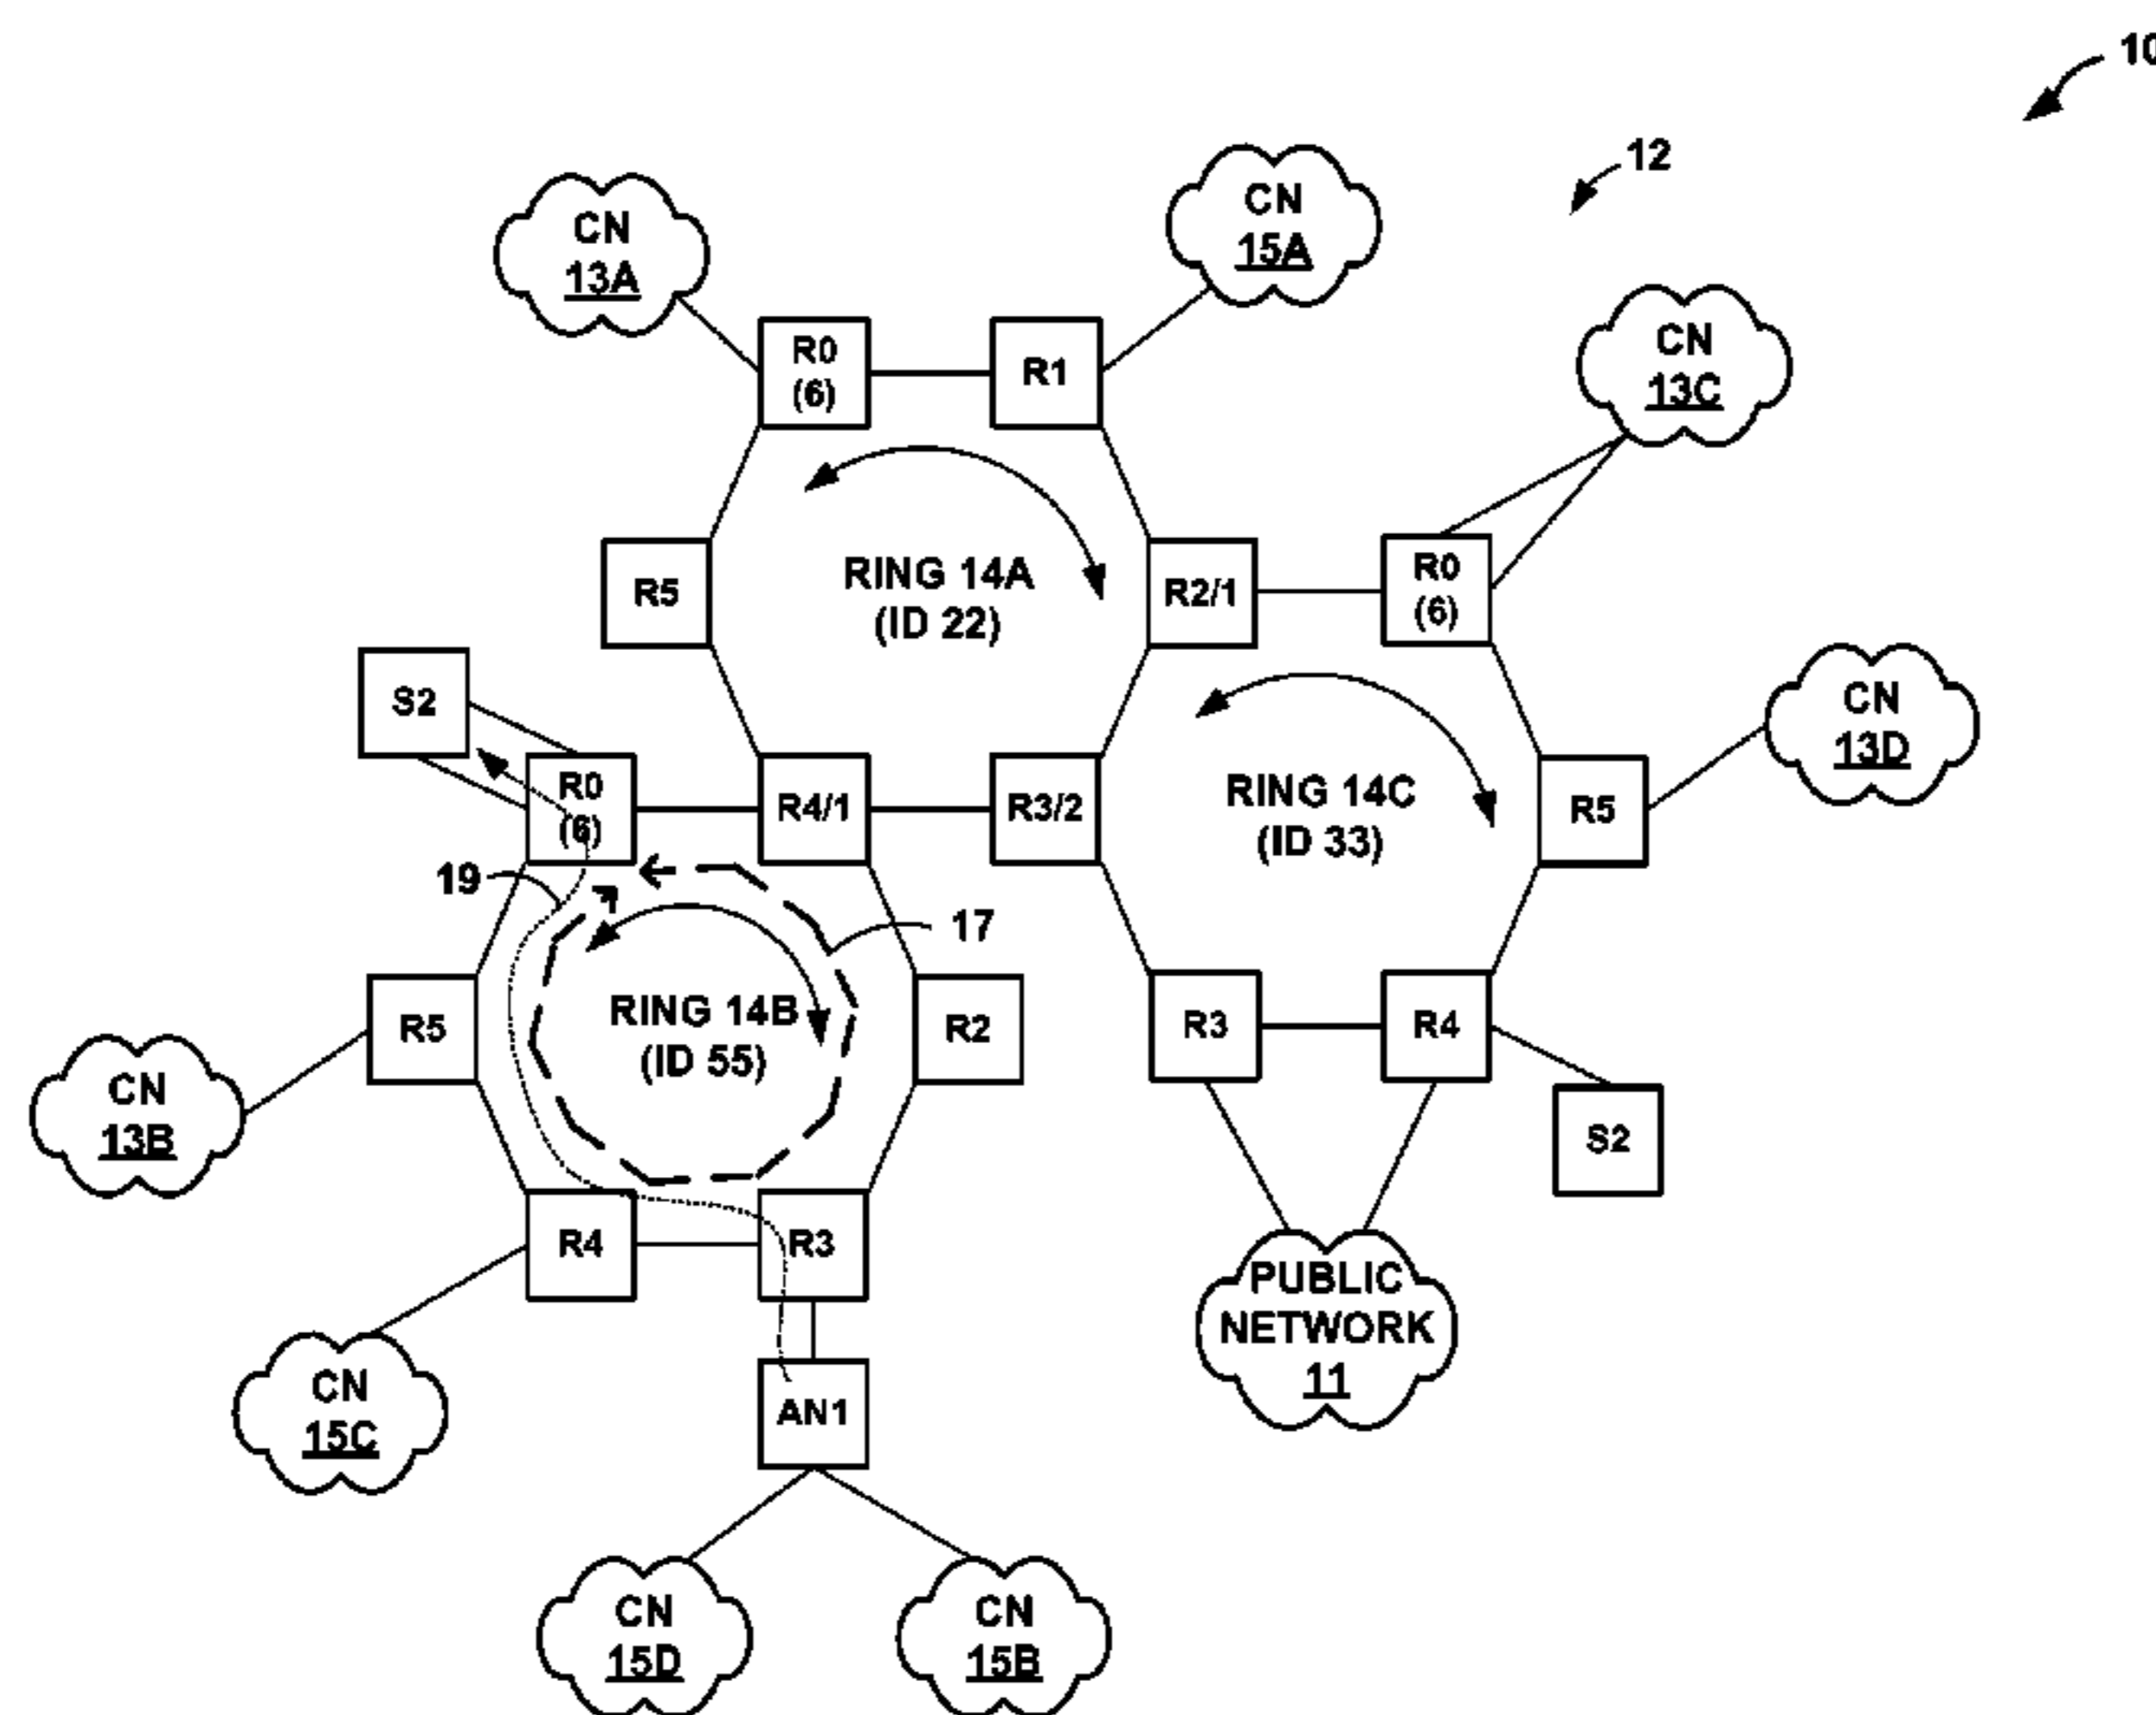 10
12
CN
13A
CN
15A
CN
13C
R0
(6)
R1
R5
RING 14A
(ID 22)
R2/1
R0
(6)
S2
CN
13D
R0
(6)
R4/1
R3/2
RING 14C
(ID 33)
R5
19
17
R5
RING 14B
(ID 55)
R2
R3
R4
CN
13B
S2
R4
R3
PUBLIC
NETWORK
11
CN
15C
AN1
CN
15D
CN
15B